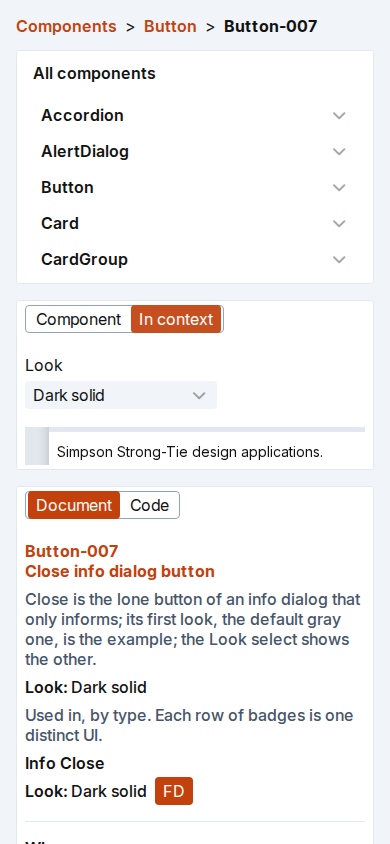 Components > Button > Button-007
All components
Accordion
AlertDialog
Button
Card
CardGroup
Component In context
Look
Dark solid
Simpson Strong-Tie design applications.
Document Code
Button-007
Close info dialog button
Close is the lone button of an info dialog that
only informs; its first look, the default gray
one, is the example; the Look select shows
the other.
Look: Dark solid
Used in, by type. Each row of badges is one
distinct UI.
Info Close
Look: Dark solid FD